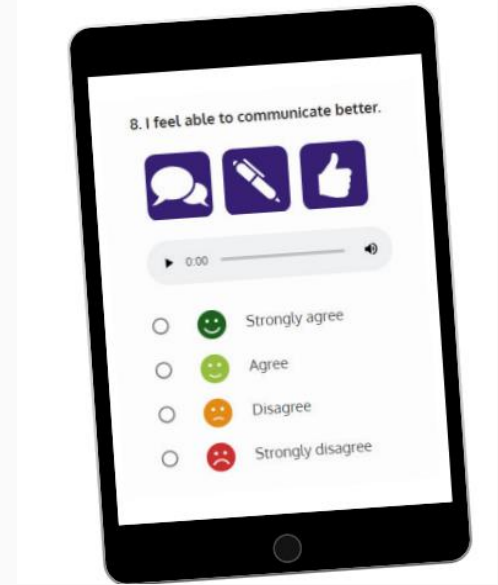 8. I feel able to communicate better.
0:00
Strongly agree
Agree
Disagree
Strongly disagree